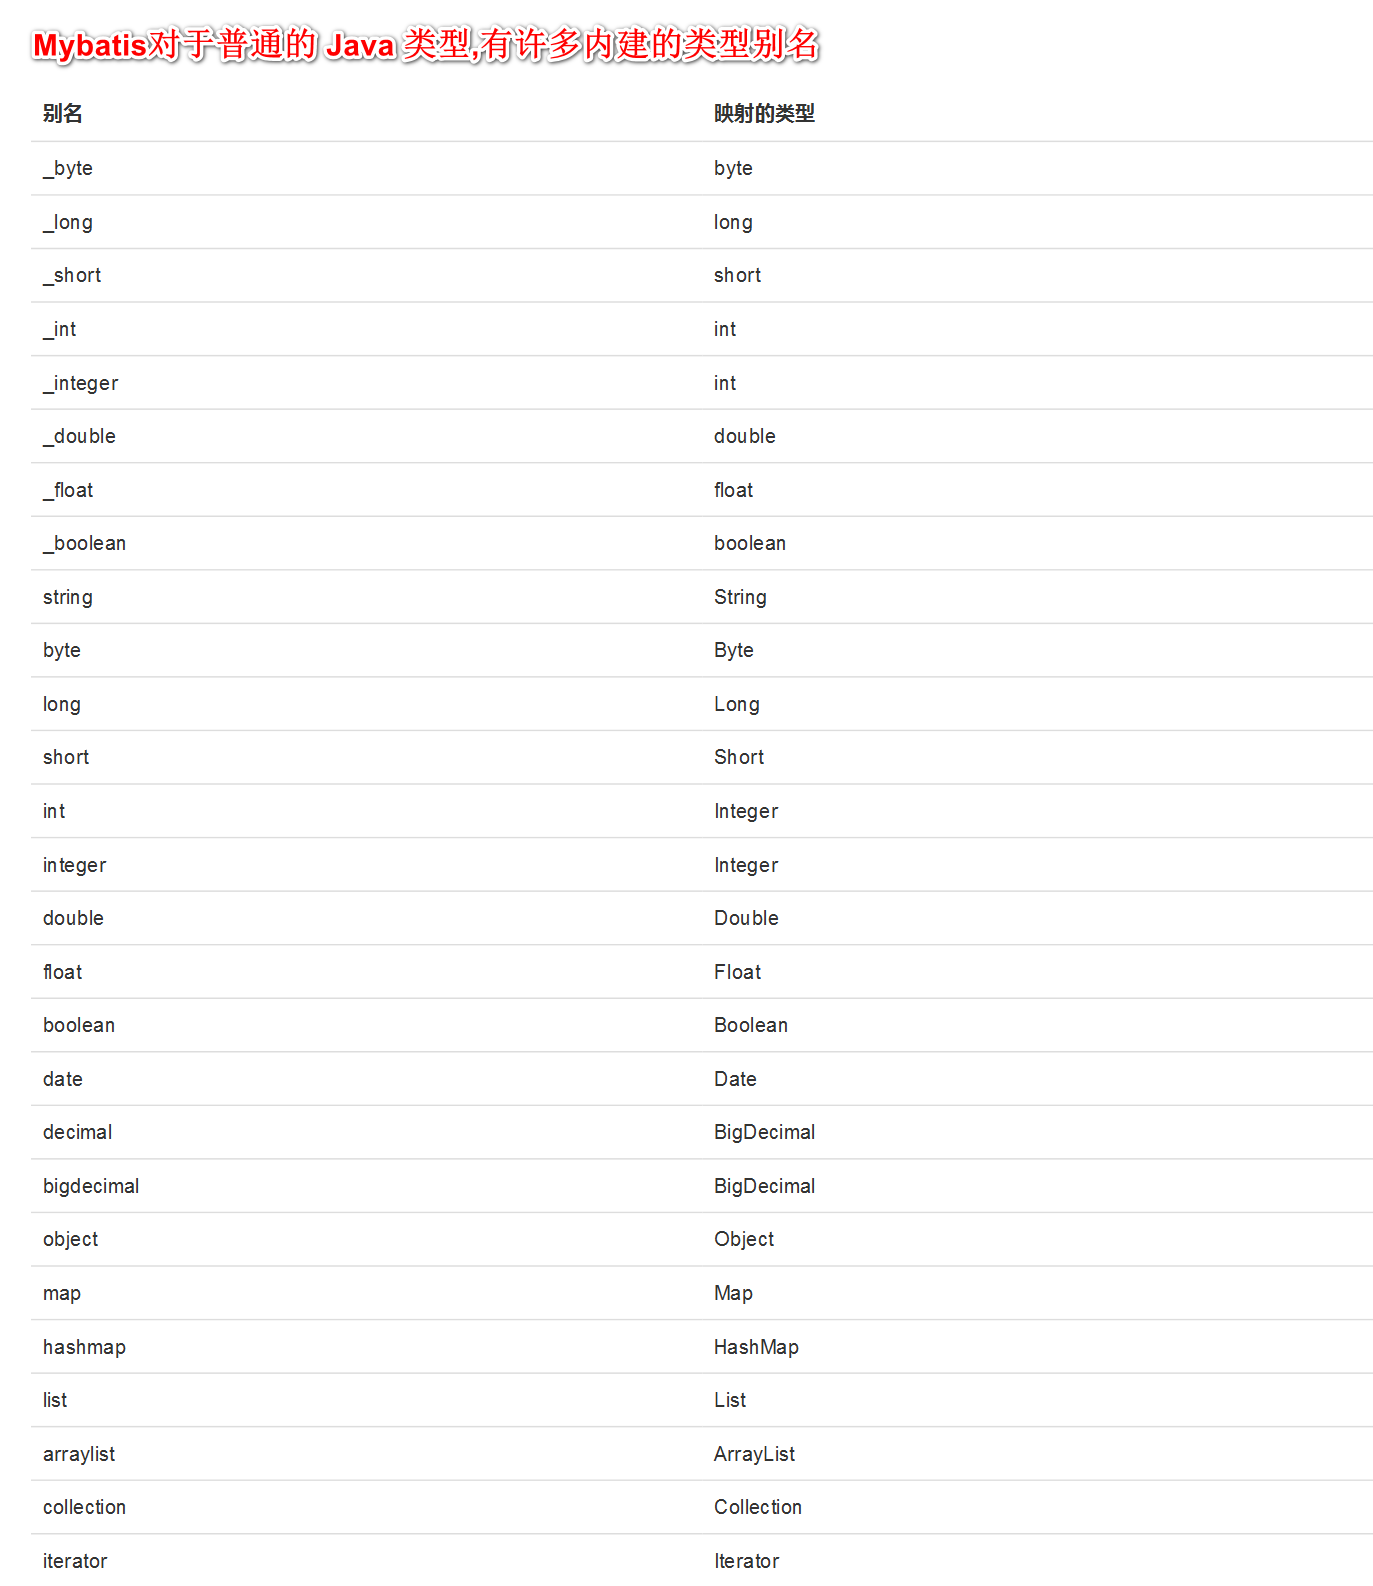 Mybatis对于普通的 Java 类型,有许多内建的类型别名
别名 映射的类型
_byte byte
_long long
_short short
_int int
_integer int
_double double
_float float
_boolean boolean
string String
byte Byte
long Long
short Short
int Integer
integer Integer
double Double
float Float
boolean Boolean
date Date
decimal BigDecimal
bigdecimal BigDecimal
object Object
map Map
hashmap HashMap
list List
arraylist ArrayList
collection Collection
iterator Iterator